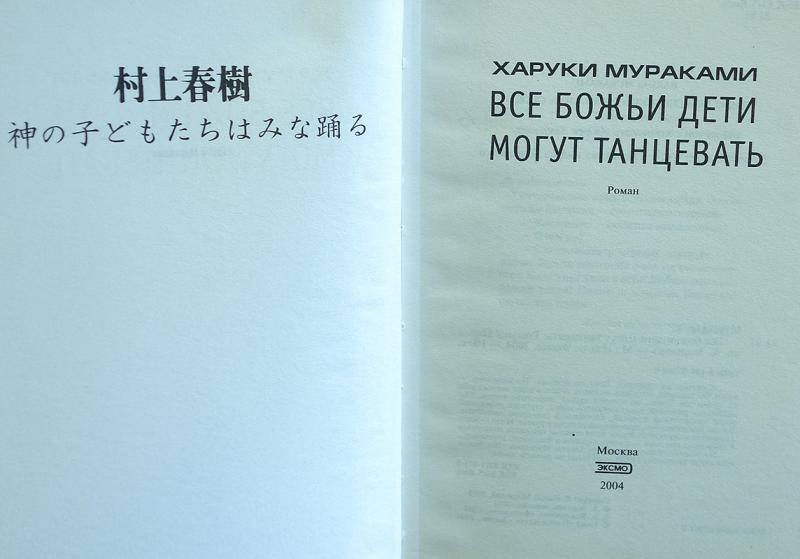 村上春樹
神の子どもたちはみな踊る
ХАРУКИ МУРАКАМИ
ВСЕ БОЖЬИ ДЕТИ
МОГУТ ТАНЦЕВАТЬ
Роман
Москва
ЭКСМО
2004